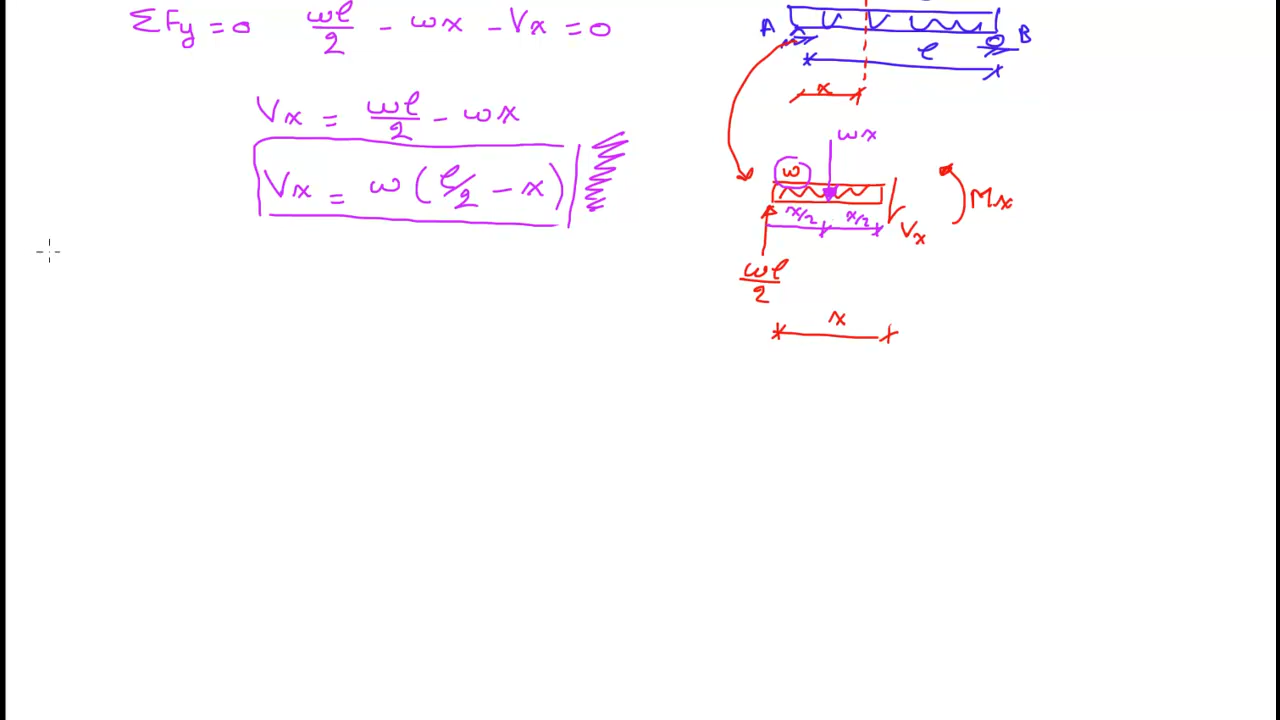 ΣFy = 0 wl/2 - wx - Vx = 0
Vx = wl/2 - wx
Vx = w(l/2 - x)
A B
l
x
wx
w
x/2 x/2
Vx
Mx
wl/2
x